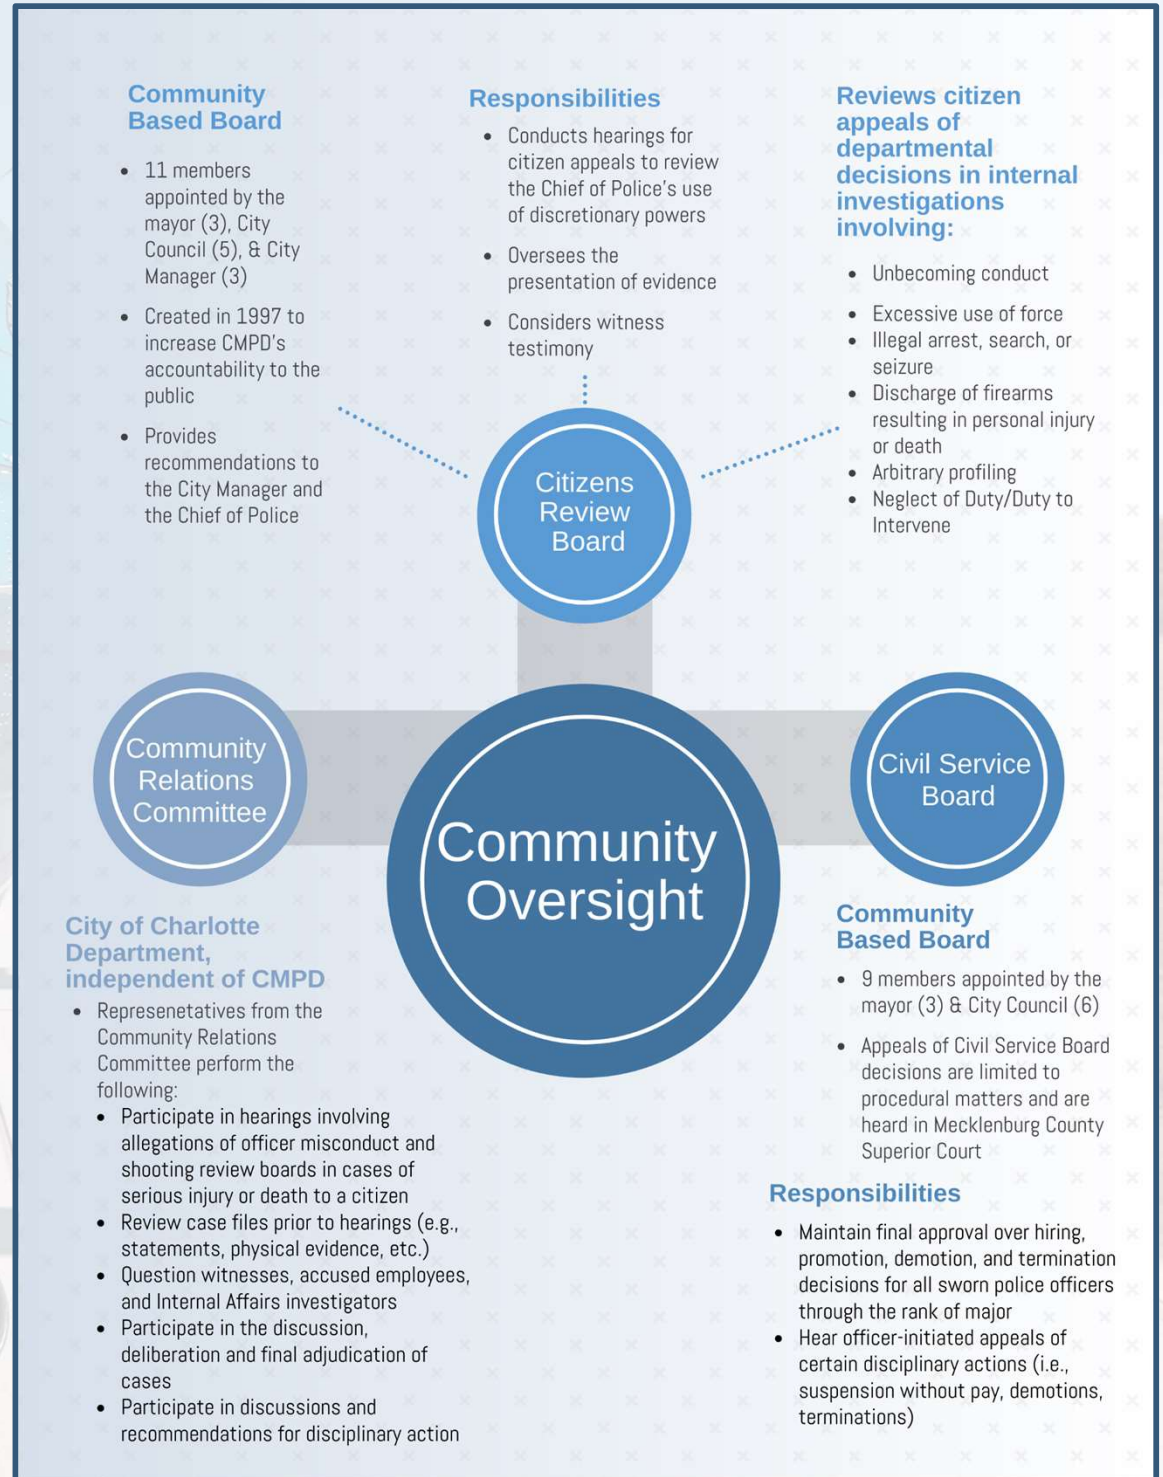 Community
Based Board
• 11 members
appointed by the
mayor (3), City
Council (5), & City
Manager (3)
• Created in 1997 to
increase CMPD's
accountability to the
public
• Provides
recommendations to
the City Manager and
the Chief of Police
Responsibilities
• Conducts hearings for
citizen appeals to review
the Chief of Police's use
of discretionary powers
• Oversees the
presentation of evidence
• Considers witness
testimony
Reviews citizen
appeals of
departmental
decisions in internal
investigations
involving:
• Unbecoming conduct
• Excessive use of force
• Illegal arrest, search, or
seizure
• Discharge of firearms
resulting in personal injury
or death
• Arbitrary profiling
• Neglect of Duty/Duty to
Intervene
Citizens
Review
Board
Community
Relations
Committee
Community
Oversight
Civil Service
Board
City of Charlotte
Department,
independent of CMPD
• Represenetatives from the
Community Relations
Committee perform the
following:
• Participate in hearings involving
allegations of officer misconduct and
shooting review boards in cases of
serious injury or death to a citizen
• Review case files prior to hearings (e.g.,
statements, physical evidence, etc.)
• Question witnesses, accused employees,
and Internal Affairs investigators
• Participate in the discussion,
deliberation and final adjudication of
cases
• Participate in discussions and
recommendations for disciplinary action
Community
Based Board
• 9 members appointed by the
mayor (3) & City Council (6)
• Appeals of Civil Service Board
decisions are limited to
procedural matters and are
heard in Mecklenburg County
Superior Court
Responsibilities
• Maintain final approval over hiring,
promotion, demotion, and termination
decisions for all sworn police officers
through the rank of major
• Hear officer-initiated appeals of
certain disciplinary actions (i.e.,
suspension without pay, demotions,
terminations)